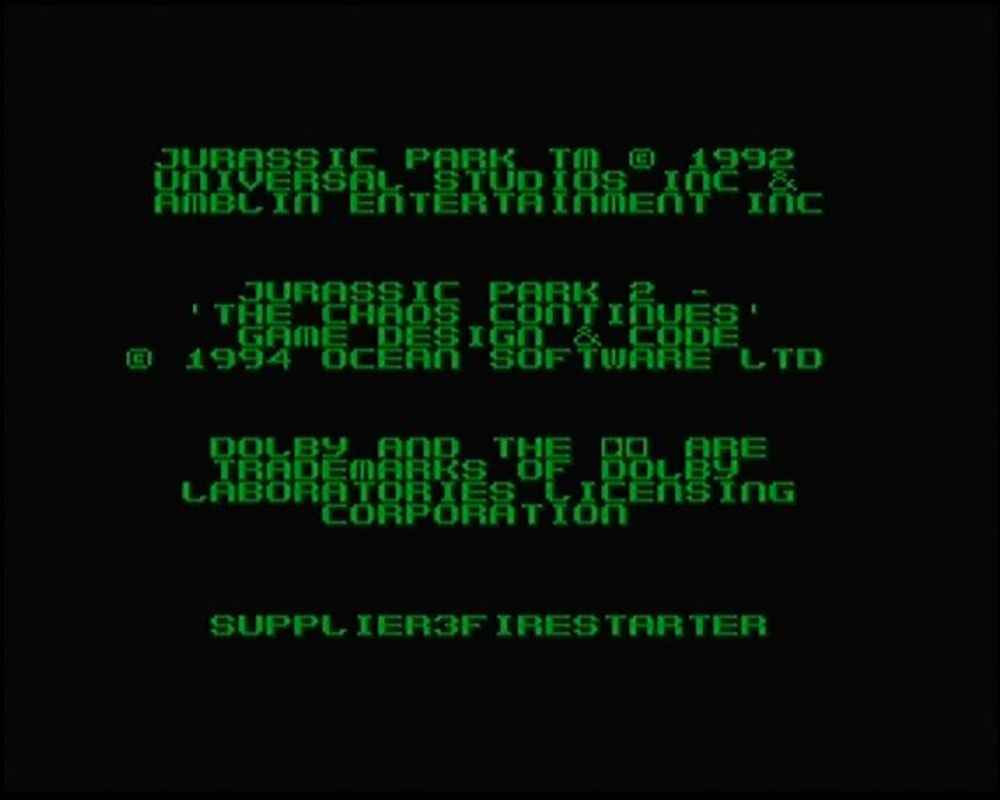 JURASSIC PARK TM © 1992
UNIVERSAL STUDIOS INC &
AMBLIN ENTERTAINMENT INC
JURASSIC PARK 2 -
'THE CHAOS CONTINUES'
GAME DESIGN & CODE
© 1994 OCEAN SOFTWARE LTD
DOLBY AND THE ▯▯ ARE
TRADEMARKS OF DOLBY
LABORATORIES LICENSING
CORPORATION
SUPPLIER3FIRESTARTER